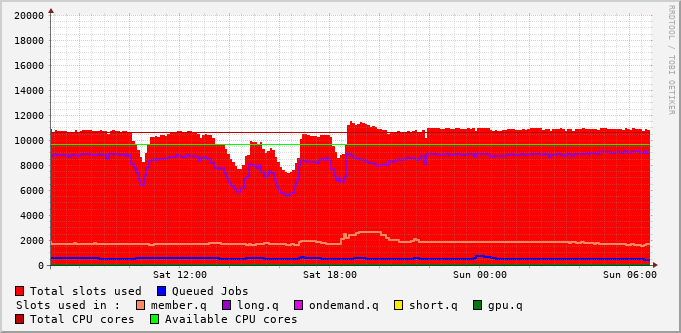 20000
18000
16000
14000
12000
10000
8000
6000
4000
2000
0
Sat 12:00 Sat 18:00 Sun 00:00 Sun 06:00
RRDTOOL / TOBI OETIKER
Total slots used Queued Jobs
Slots used in : member.q long.q ondemand.q short.q gpu.q
Total CPU cores Available CPU cores